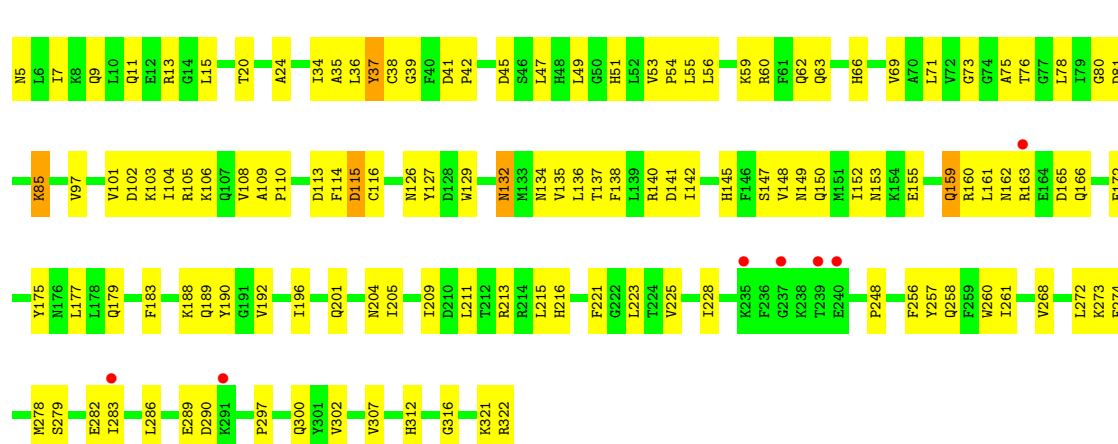 N5 L6 I7 K8 Q9 L10 Q11 E12 R13 G14 L15 T20 A24 I34 A35 L36 Y37 C38 G39 F40 D41 P42 D45 S46 L47 H48 L49 G50 H51 L52 V53 P54 L55 L56 K59 R60 F61 Q62 Q63 H66 V69 A70 L71 V72 G73 G74 A75 T76 G77 L78 I79 G80 D81
K85 V97 V101 D102 K103 I104 R105 K106 Q107 V108 A109 P110 D113 F114 D115 C116 N126 Y127 D128 W129 N132 M133 N134 V135 L136 T137 F138 L139 R140 D141 I142 H145 F146 S147 V148 N149 Q150 M151 I152 N153 K154 E155 Q159 R160 L161 N162 R163 E164 D165 Q166
Y175 N176 L177 L178 Q179 F183 K188 Q189 Y190 G191 V192 I196 Q201 N204 I205 I209 D210 L211 T212 R213 R214 L215 H216 F221 G222 L223 T224 V225 I228 K235 F236 G237 K238 T239 E240 P248 F256 Y257 Q258 F259 W260 I261 V268 L272 K273
M278 S279 E282 I283 L286 E289 D290 K291 P297 Q300 Y301 V302 V307 H312 G316 K321 R322